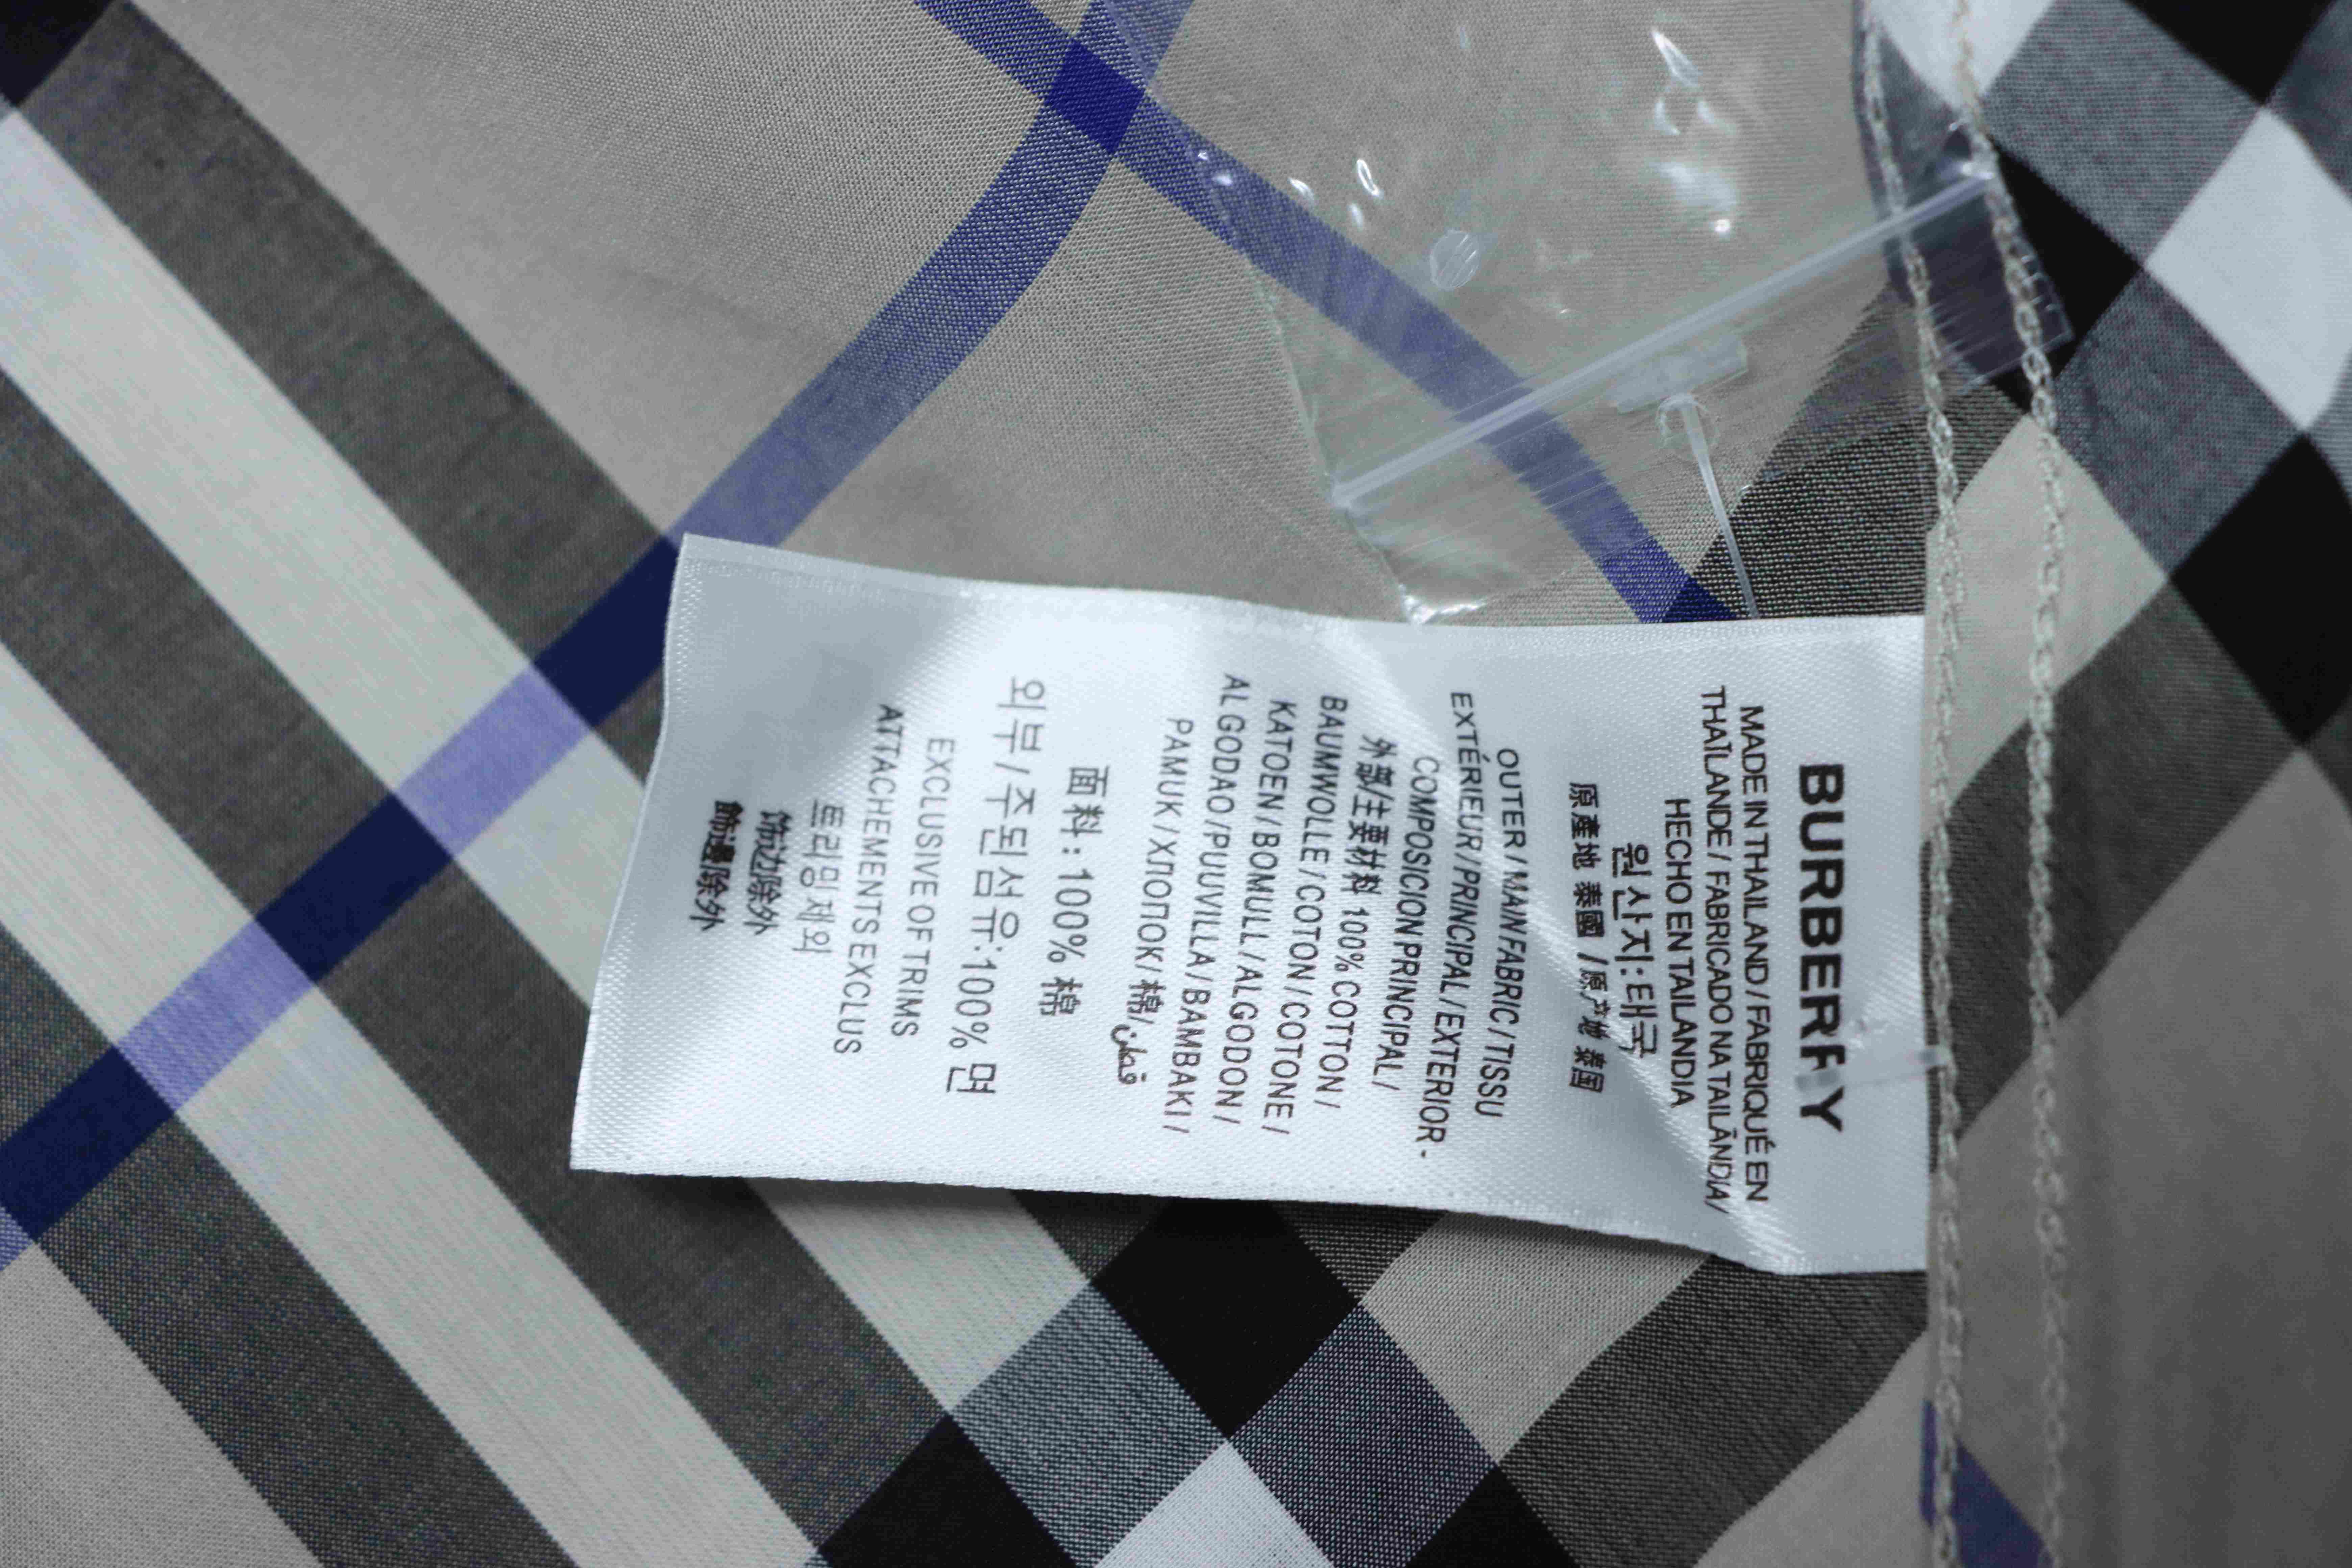 BURBERRY
MADE IN THAILAND / FABRIQUÉ EN
THAÏLANDE / FABRICADO NA TAILÂNDIA/
HECHO EN TAILANDIA
원산지:태국
原產地 泰國 /原产地 泰国
OUTER / MAIN FABRIC / TISSU
EXTÉRIEUR / PRINCIPAL / EXTERIOR-
COMPOSICION PRINCIPAL /
外部/主要材料 100% COTTON /
BAUMWOLLE / COTON / COTONE /
KATOEN / BOMULL / ALGODON /
ALGODAO / PUUVILLA / BAMBAKI /
PAMUK / ХЛОПОК / 棉/ قطن
面料: 100% 棉
외부/주된섬유:100% 면
EXCLUSIVE OF TRIMS
ATTACHEMENTS EXCLUS
트리밍제외
饰边除外
飾邊除外